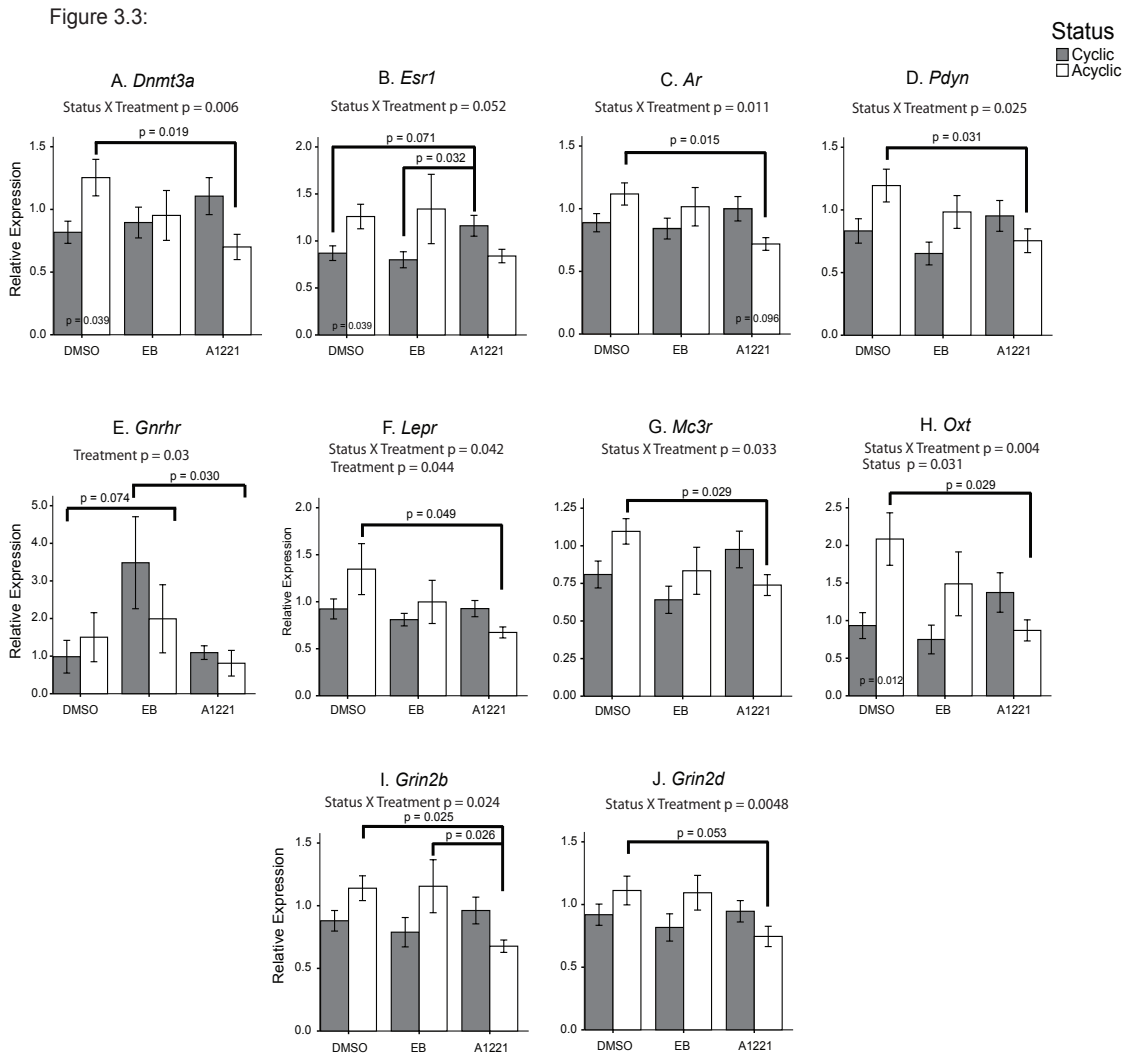 Figure 3.3:
Status
Cyclic
Acyclic
A. Dnmt3a
Status X Treatment p = 0.006
p = 0.019
1.5
1.0
0.5
0.0
Relative Expression
p = 0.039
DMSO EB A1221
B. Esr1
Status X Treatment p = 0.052
p = 0.071
p = 0.032
2.0
1.5
1.0
0.5
0.0
p = 0.039
DMSO EB A1221
C. Ar
Status X Treatment p = 0.011
p = 0.015
1.5
1.0
0.5
0.0
p = 0.096
DMSO EB A1221
D. Pdyn
Status X Treatment p = 0.025
p = 0.031
1.5
1.0
0.5
0.0
DMSO EB A1221
E. Gnrhr
Treatment p = 0.03
p = 0.030
p = 0.074
5.0
4.0
3.0
2.0
1.0
0.0
Relative Expression
DMSO EB A1221
F. Lepr
Status X Treatment p = 0.042
Treatment p = 0.044
p = 0.049
2.0
1.5
1.0
0.5
0.0
Relative Expression
DMSO EB A1221
G. Mc3r
Status X Treatment p = 0.033
p = 0.029
1.25
1.00
0.75
0.50
0.25
0.00
DMSO EB A1221
H. Oxt
Status X Treatment p = 0.004
Status p = 0.031
p = 0.029
2.5
2.0
1.5
1.0
0.5
0.0
p = 0.012
DMSO EB A1221
I. Grin2b
Status X Treatment p = 0.024
p = 0.025
p = 0.026
1.5
1.0
0.5
0.0
Relative Expression
DMSO EB A1221
J. Grin2d
Status X Treatment p = 0.0048
p = 0.053
1.5
1.0
0.5
0.0
DMSO EB A1221